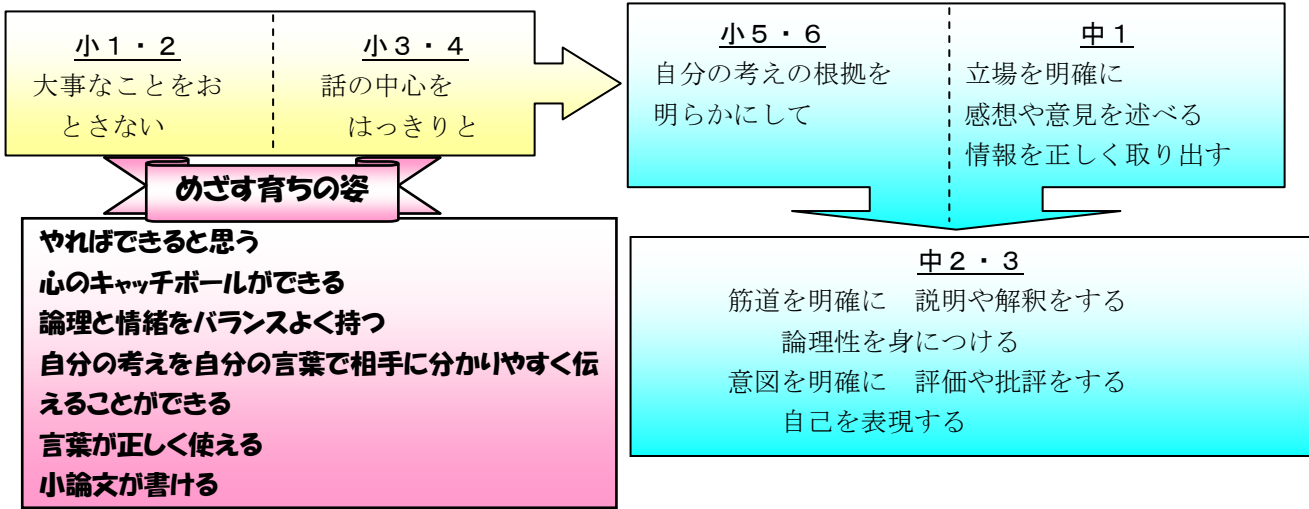 小１・２
大事なことをお
とさない
小３・４
話の中心を
はっきりと
小５・６
自分の考えの根拠を
明らかにして
中１
立場を明確に
感想や意見を述べる
情報を正しく取り出す
めざす育ちの姿
やればできると思う
心のキャッチボールができる
論理と情緒をバランスよく持つ
自分の考えを自分の言葉で相手に分かりやすく伝
えることができる
言葉が正しく使える
小論文が書ける
中２・３
筋道を明確に　説明や解釈をする
論理性を身につける
意図を明確に　評価や批評をする
自己を表現する